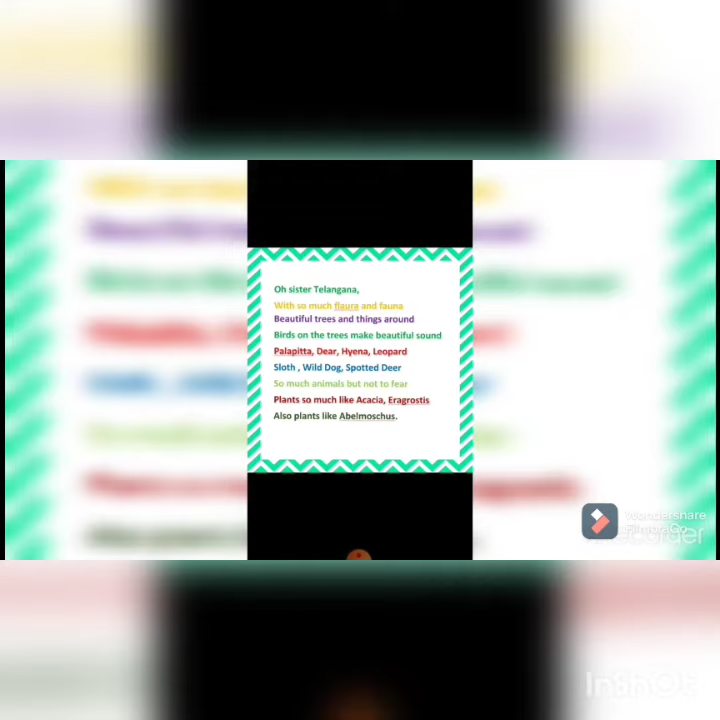 Oh sister Telangana,
With so much flaura and fauna
Beautiful trees and things around
Birds on the trees make beautiful sound
Palapitta, Dear, Hyena, Leopard
Sloth , Wild Dog, Spotted Deer
So much animals but not to fear
Plants so much like Acacia, Eragrostis
Also plants like Abelmoschus.
Wondershare
FilmoraGo
InShOt